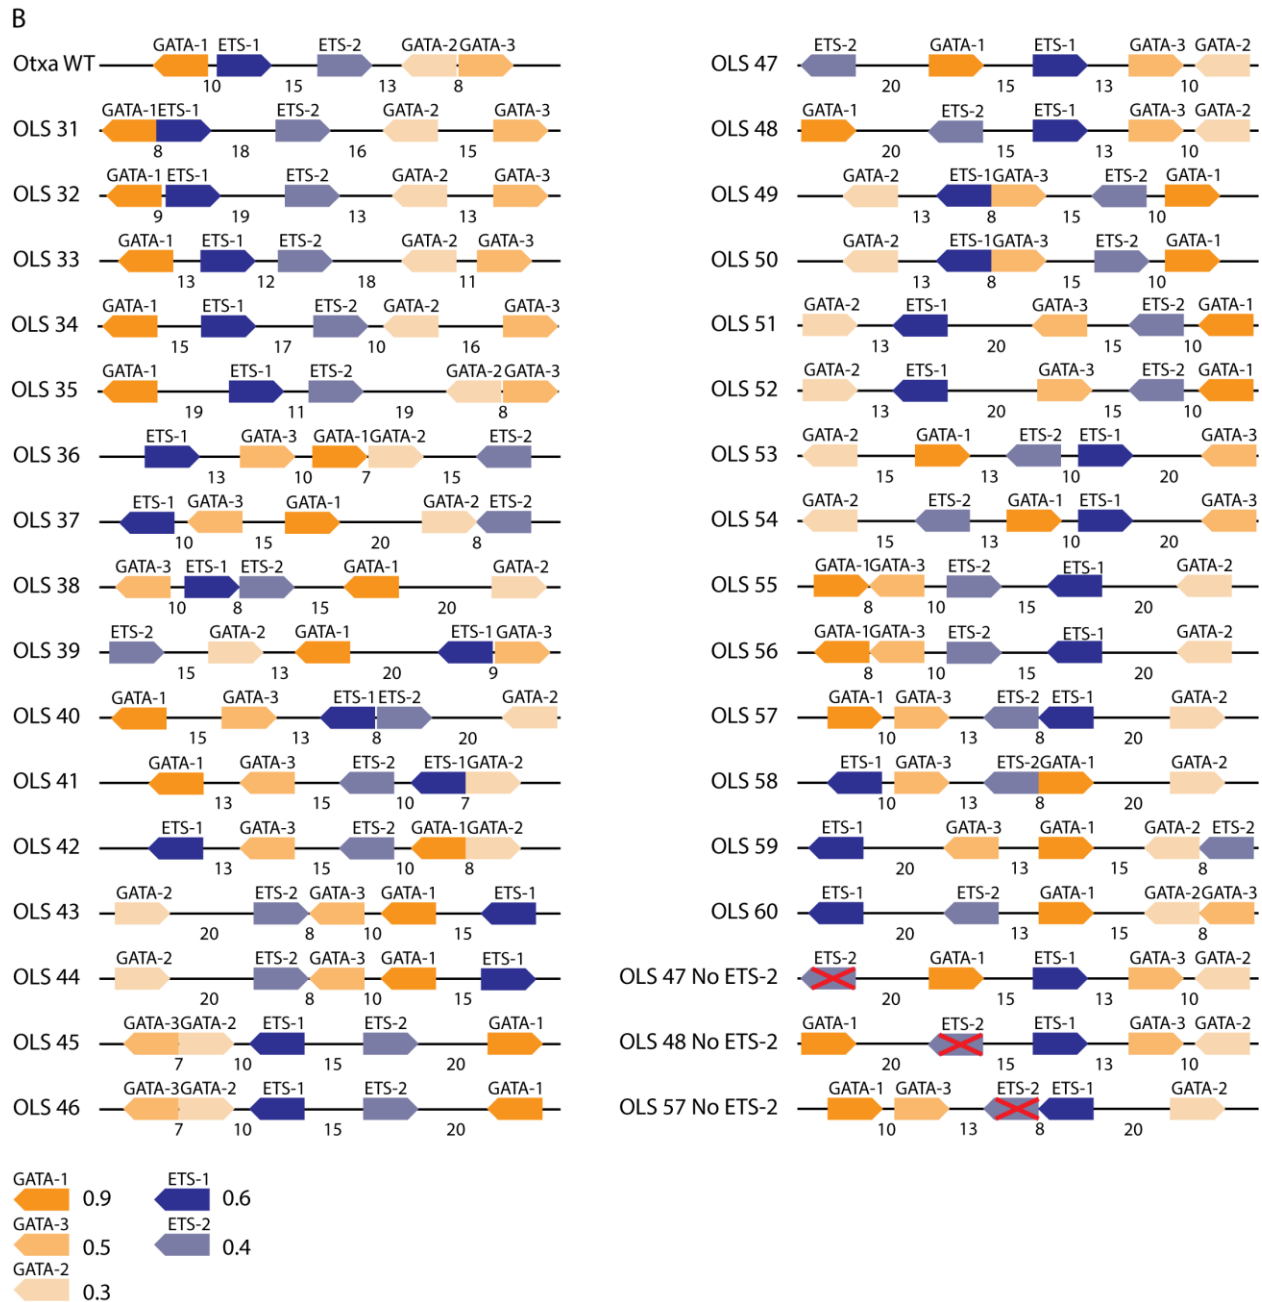 B
GATA-1 ETS-1 ETS-2 GATA-2 GATA-3
Otxa WT
10 15 13 8
GATA-1 ETS-1 ETS-2 GATA-2 GATA-3
OLS 31
8 18 16 15
GATA-1 ETS-1 ETS-2 GATA-2 GATA-3
OLS 32
9 19 13 13
GATA-1 ETS-1 ETS-2 GATA-2 GATA-3
OLS 33
13 12 18 11
GATA-1 ETS-1 ETS-2 GATA-2 GATA-3
OLS 34
15 17 10 16
GATA-1 ETS-1 ETS-2 GATA-2 GATA-3
OLS 35
19 11 19 8
ETS-1 GATA-3 GATA-1 GATA-2 ETS-2
OLS 36
13 10 7 15
ETS-1 GATA-3 GATA-1 GATA-2 ETS-2
OLS 37
10 15 20 8
GATA-3 ETS-1 ETS-2 GATA-1 GATA-2
OLS 38
10 8 15 20
ETS-2 GATA-2 GATA-1 ETS-1 GATA-3
OLS 39
15 13 20 9
GATA-1 GATA-3 ETS-1 ETS-2 GATA-2
OLS 40
15 13 8 20
GATA-1 GATA-3 ETS-2 ETS-1 GATA-2
OLS 41
13 15 10 7
ETS-1 GATA-3 ETS-2 GATA-1 GATA-2
OLS 42
13 15 10 8
GATA-2 ETS-2 GATA-3 GATA-1 ETS-1
OLS 43
20 8 10 15
GATA-2 ETS-2 GATA-3 GATA-1 ETS-1
OLS 44
20 8 10 15
GATA-3 GATA-2 ETS-1 ETS-2 GATA-1
OLS 45
7 10 15 20
GATA-3 GATA-2 ETS-1 ETS-2 GATA-1
OLS 46
7 10 15 20
ETS-2 GATA-1 ETS-1 GATA-3 GATA-2
OLS 47
20 15 13 10
GATA-1 ETS-2 ETS-1 GATA-3 GATA-2
OLS 48
20 15 13 10
GATA-2 ETS-1 GATA-3 ETS-2 GATA-1
OLS 49
13 8 15 10
GATA-2 ETS-1 GATA-3 ETS-2 GATA-1
OLS 50
13 8 15 10
GATA-2 ETS-1 GATA-3 ETS-2 GATA-1
OLS 51
13 20 15 10
GATA-2 ETS-1 GATA-3 ETS-2 GATA-1
OLS 52
13 20 15 10
GATA-2 GATA-1 ETS-2 ETS-1 GATA-3
OLS 53
15 13 10 20
GATA-2 ETS-2 GATA-1 ETS-1 GATA-3
OLS 54
15 13 10 20
GATA-1 GATA-3 ETS-2 ETS-1 GATA-2
OLS 55
8 10 15 20
GATA-1 GATA-3 ETS-2 ETS-1 GATA-2
OLS 56
8 10 15 20
GATA-1 GATA-3 ETS-2 ETS-1 GATA-2
OLS 57
10 13 8 20
ETS-1 GATA-3 ETS-2 GATA-1 GATA-2
OLS 58
10 13 8 20
ETS-1 GATA-3 GATA-1 GATA-2 ETS-2
OLS 59
20 13 15 8
ETS-1 ETS-2 GATA-1 GATA-2 GATA-3
OLS 60
20 13 15 8
ETS-2 GATA-1 ETS-1 GATA-3 GATA-2
OLS 47 No ETS-2
20 15 13 10
GATA-1 ETS-2 ETS-1 GATA-3 GATA-2
OLS 48 No ETS-2
20 15 13 10
GATA-1 GATA-3 ETS-2 ETS-1 GATA-2
OLS 57 No ETS-2
10 13 8 20
GATA-1 ETS-1
0.9 0.6
GATA-3 ETS-2
0.5 0.4
GATA-2
0.3